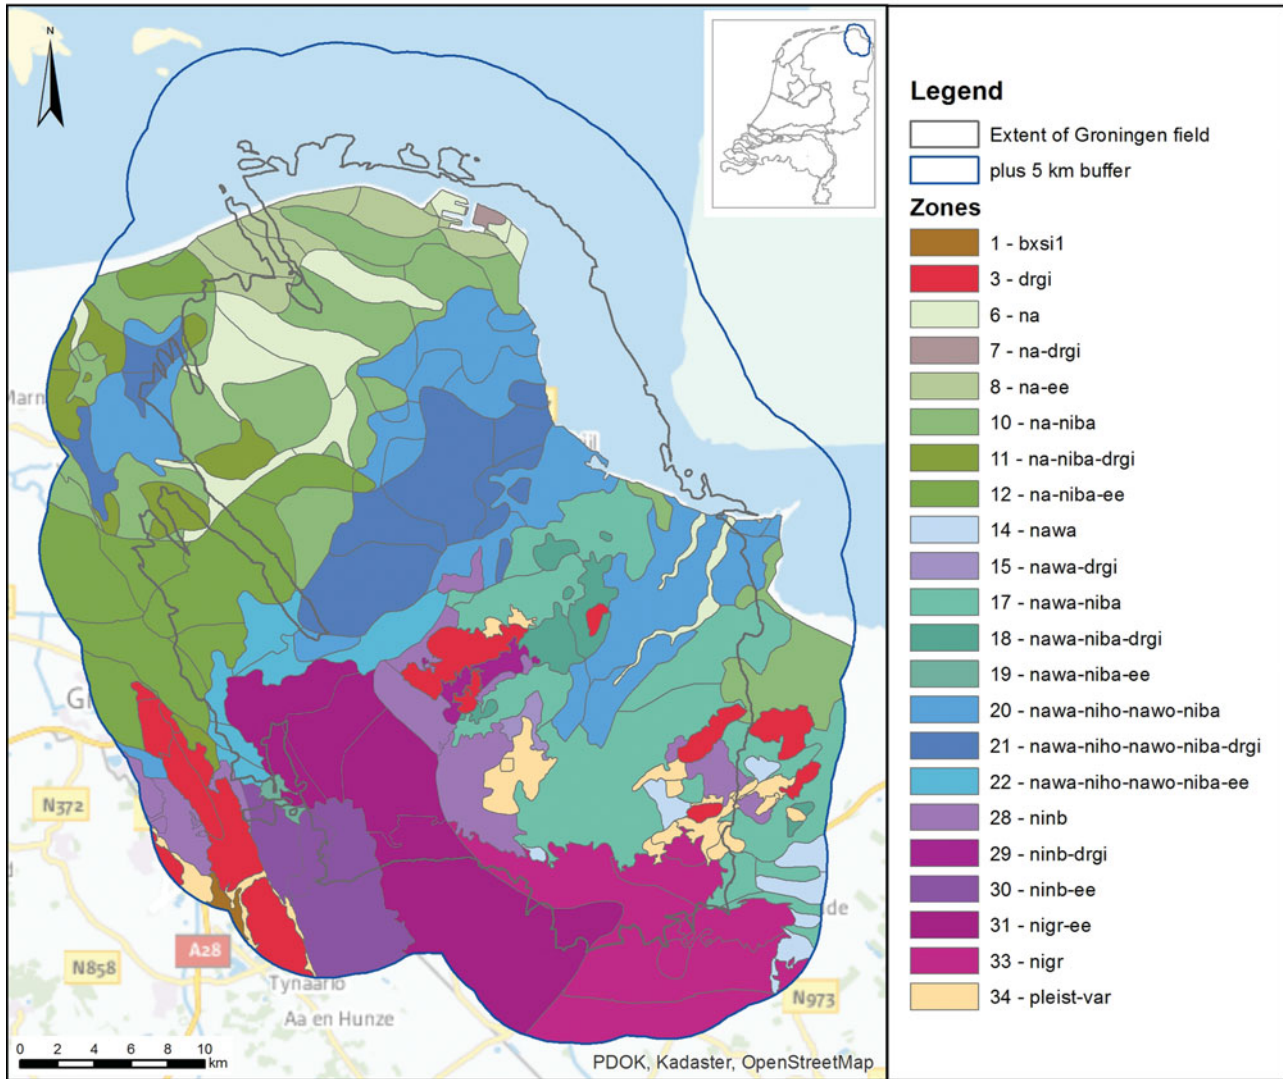 N
Marn
jl
G
N372
A28
N858
Tynaarlo
Aa en Hunze
N973
de
d
0 2 4 6 8 10
km
PDOK, Kadaster, OpenStreetMap
Legend
Extent of Groningen field
plus 5 km buffer
Zones
1 - bxsi1
3 - drgi
6 - na
7 - na-drgi
8 - na-ee
10 - na-niba
11 - na-niba-drgi
12 - na-niba-ee
14 - nawa
15 - nawa-drgi
17 - nawa-niba
18 - nawa-niba-drgi
19 - nawa-niba-ee
20 - nawa-niho-nawo-niba
21 - nawa-niho-nawo-niba-drgi
22 - nawa-niho-nawo-niba-ee
28 - ninb
29 - ninb-drgi
30 - ninb-ee
31 - nigr-ee
33 - nigr
34 - pleist-var